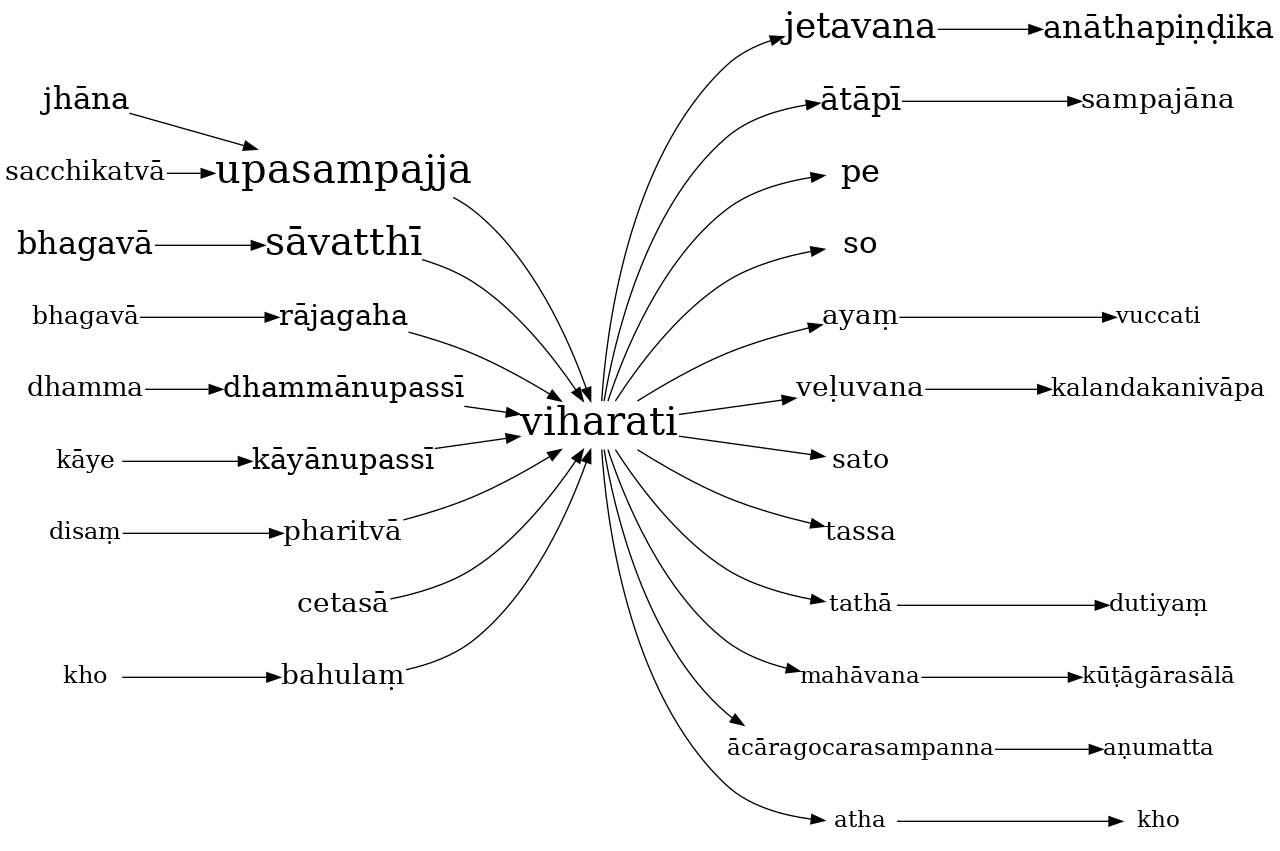 jetavana anāthapiṇḍika
jhāna ātāpī sampajāna
sacchikatvā upasampajja pe
bhagavā sāvatthī so
bhagavā rājagaha ayaṃ vuccati
dhamma dhammānupassī veḷuvana kalandakanivāpa
viharati
kāye kāyānupassī sato
disaṃ pharitvā tassa
cetasā tathā dutiyaṃ
kho bahulaṃ mahāvana kūṭāgārasālā
ācāragocarasampanna aṇumatta
atha kho